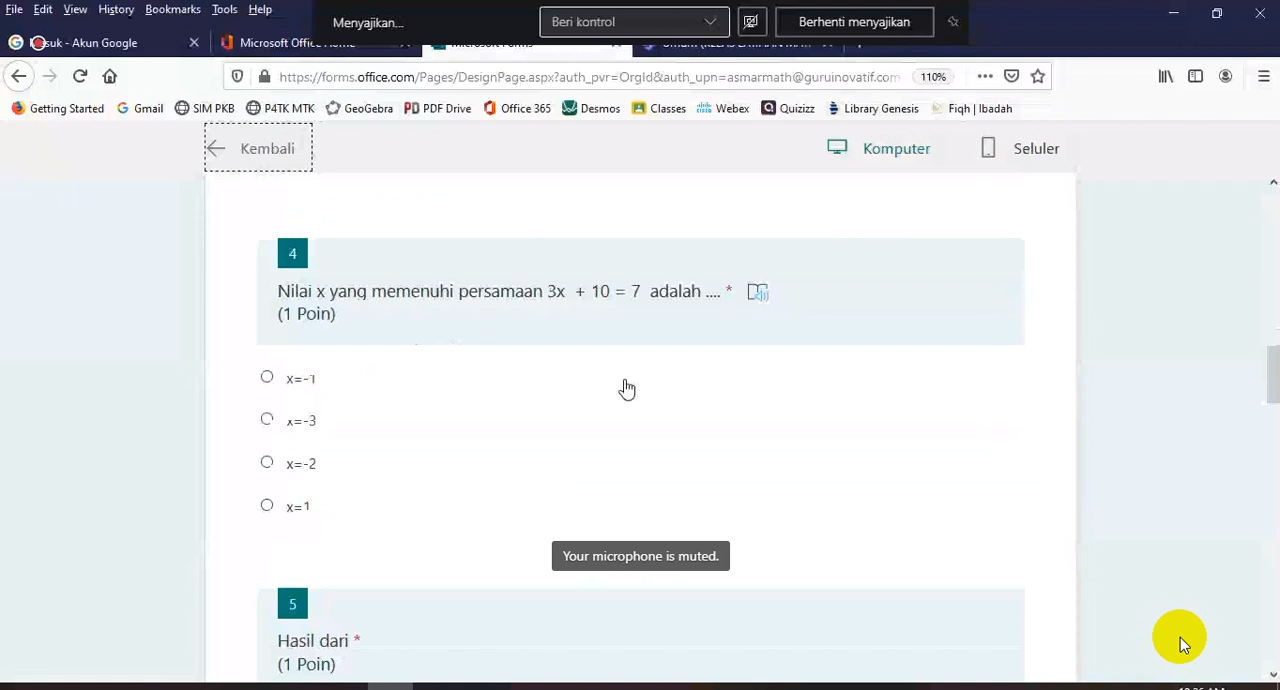 File Edit View History Bookmarks Tools Help
Menyajikan... Beri kontrol Berhenti menyajikan
- Akun Google Microsoft Office Home Microsoft Forms
https://forms.office.com/Pages/DesignPage.aspx?auth_pvr=OrgId&auth_upn=asmarmath@guruinovatif.com 110%
Getting Started Gmail SIM PKB P4TK MTK GeoGebra PDF Drive Office 365 Desmos Classes Webex Quizizz Library Genesis Fiqh | Ibadah
Kembali Komputer Seluler
4
Nilai x yang memenuhi persamaan 3x + 10 = 7 adalah .... *
(1 Poin)
x=-1
x=-3
x=-2
x=1
Your microphone is muted.
5
Hasil dari *
(1 Poin)